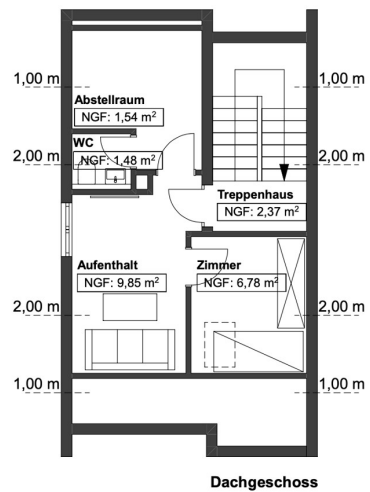 1,00 m
1,00 m
Abstellraum
NGF: 1,54 m²
WC
NGF: 1,48 m²
2,00 m
2,00 m
Treppenhaus
NGF: 2,37 m²
Aufenthalt
NGF: 9,85 m²
Zimmer
NGF: 6,78 m²
2,00 m
2,00 m
1,00 m
1,00 m
Dachgeschoss